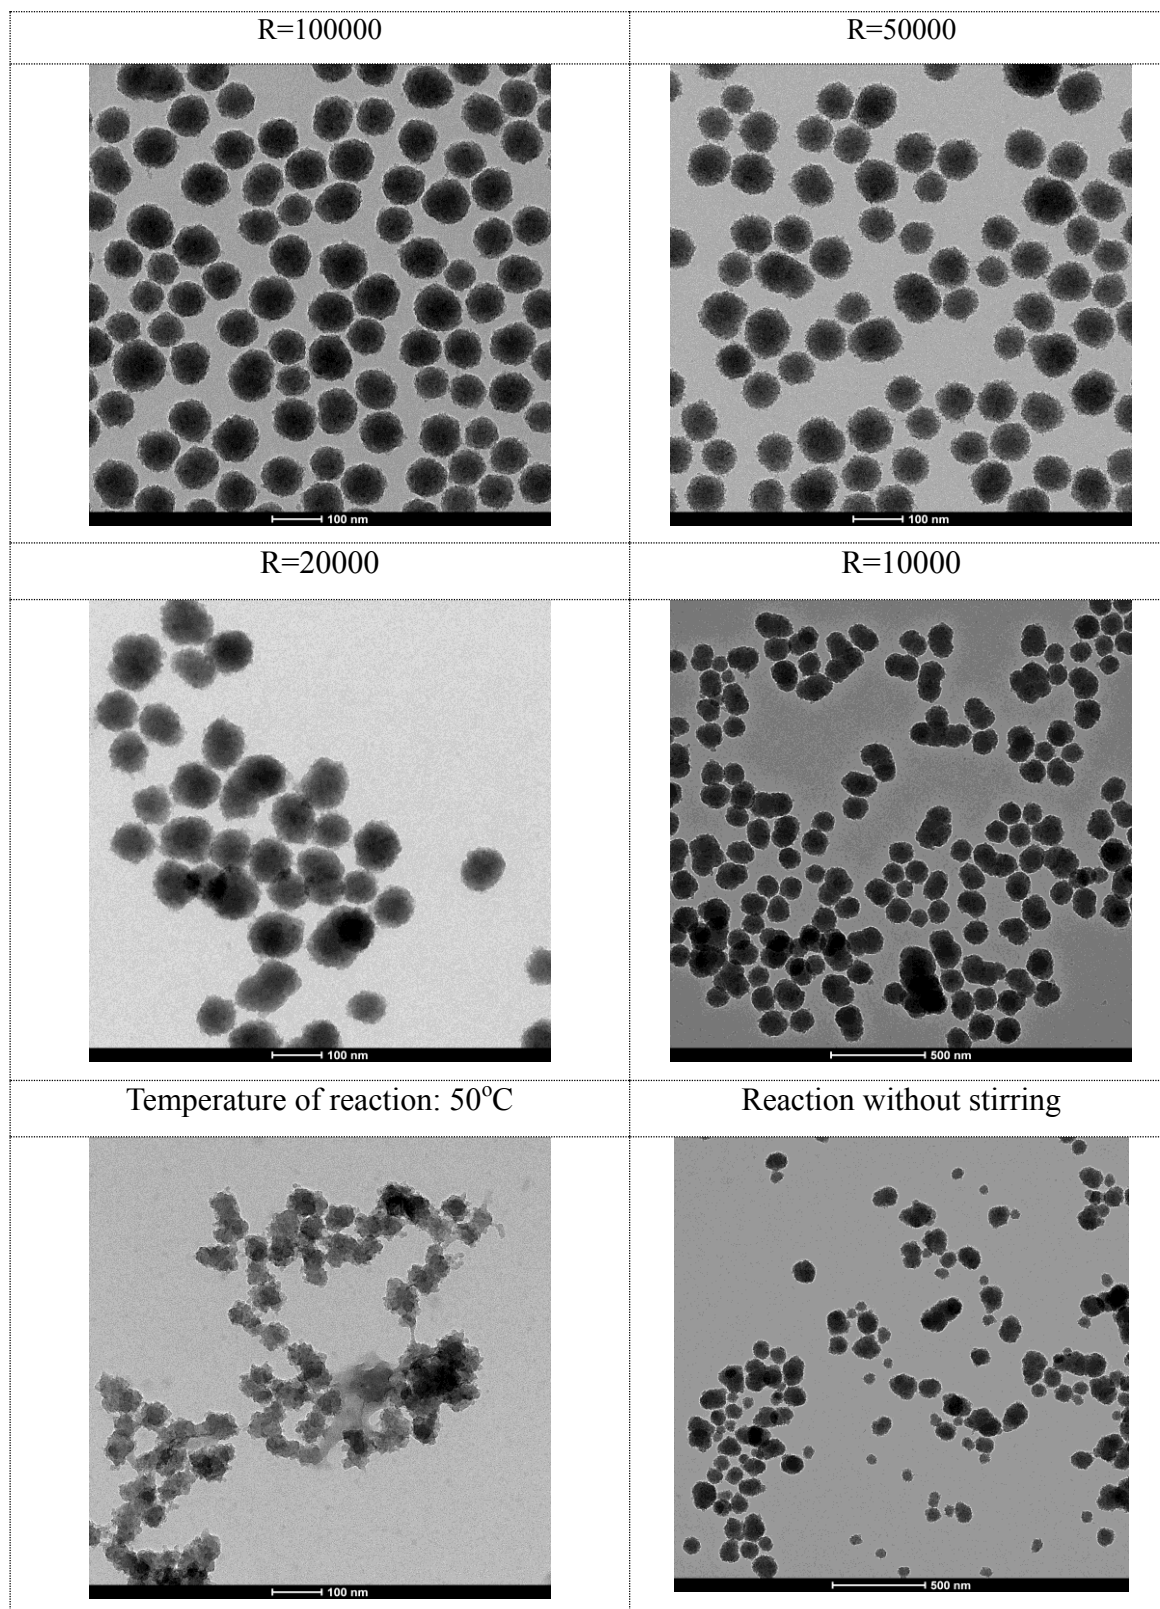 R=100000
R=50000
100 nm
100 nm
R=20000
R=10000
100 nm
500 nm
Temperature of reaction: 50°C
Reaction without stirring
100 nm
500 nm